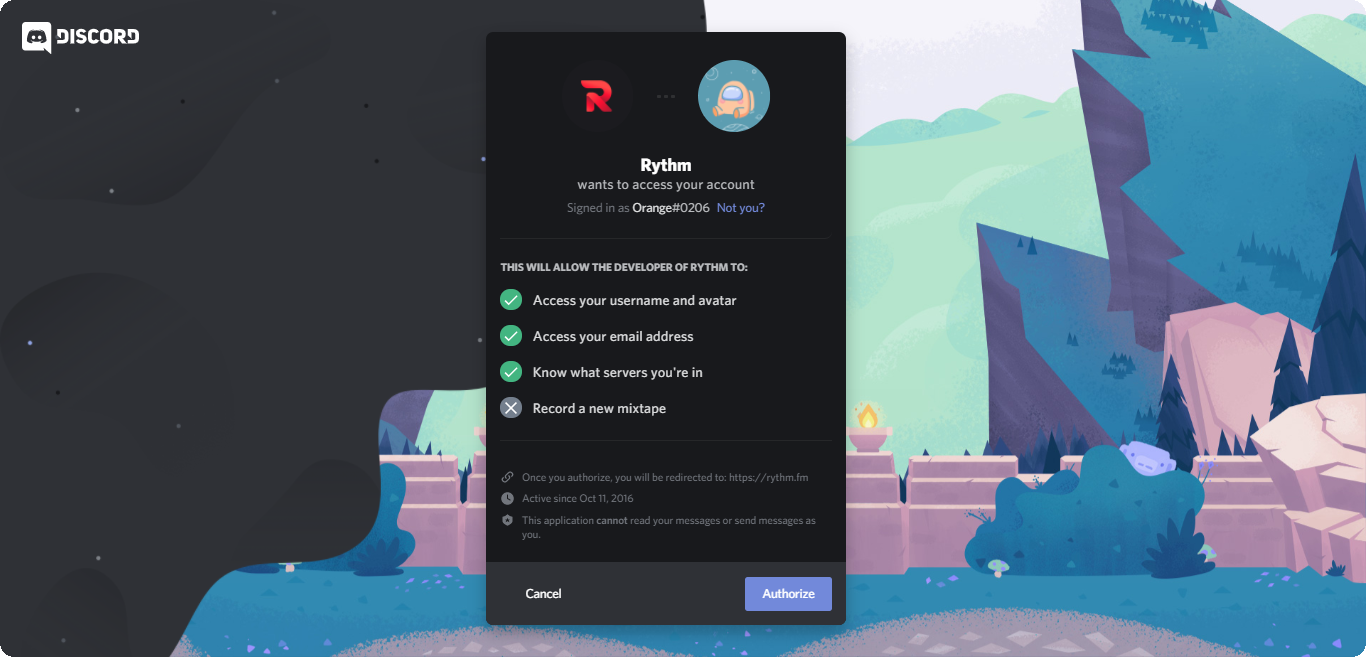 DISCORD
Rythm
wants to access your account
Signed in as Orange#0206 Not you?
THIS WILL ALLOW THE DEVELOPER OF RYTHM TO:
Access your username and avatar
Access your email address
Know what servers you're in
Record a new mixtape
Once you authorize, you will be redirected to: https://rythm.fm
Active since Oct 11, 2016
This application cannot read your messages or send messages as
you.
Cancel
Authorize